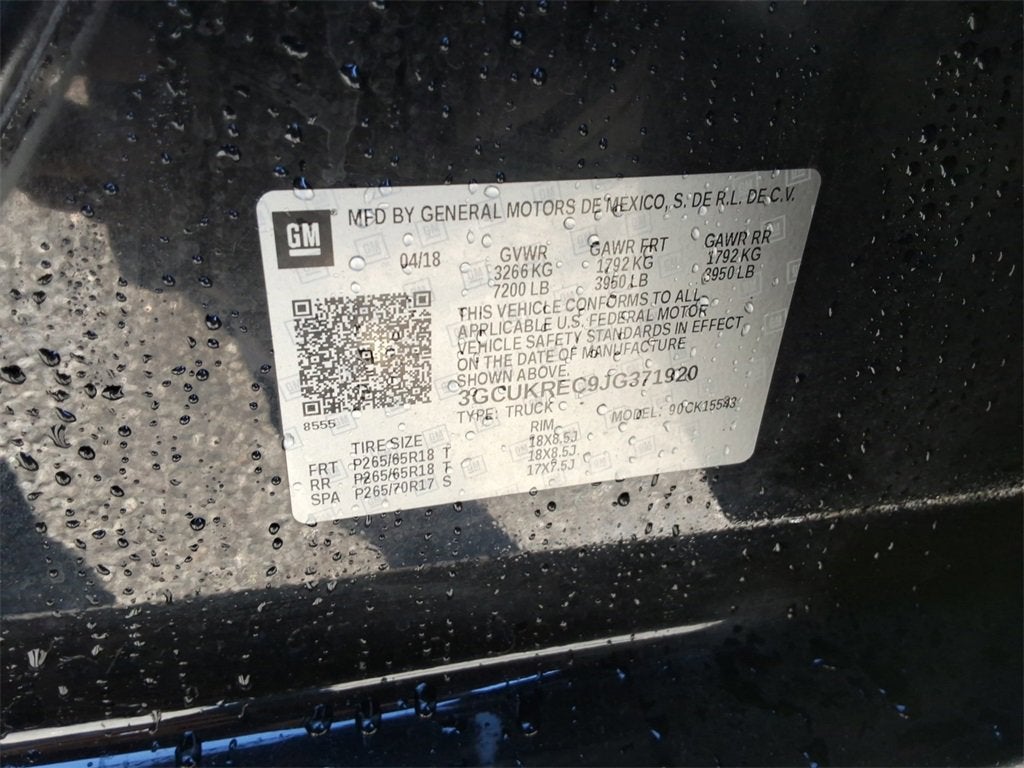 GM
MFD BY GENERAL MOTORS DE MEXICO, S. DE R.L. DE C.V.
04/18
GVWR GAWR FRT GAWR RR
3266 KG 1792 KG 1792 KG
7200 LB 3950 LB 3950 LB
THIS VEHICLE CONFORMS TO ALL
APPLICABLE U.S. FEDERAL MOTOR
VEHICLE SAFETY STANDARDS IN EFFECT
ON THE DATE OF MANUFACTURE
SHOWN ABOVE.
3GCUKREC9JG371920
8555
TYPE: TRUCK MODEL: 90CK15543
TIRE SIZE RIM
FRT P265/65R18 T 18X8.5J
RR P265/65R18 T 18X8.5J
SPA P265/70R17 S 17X7.5J